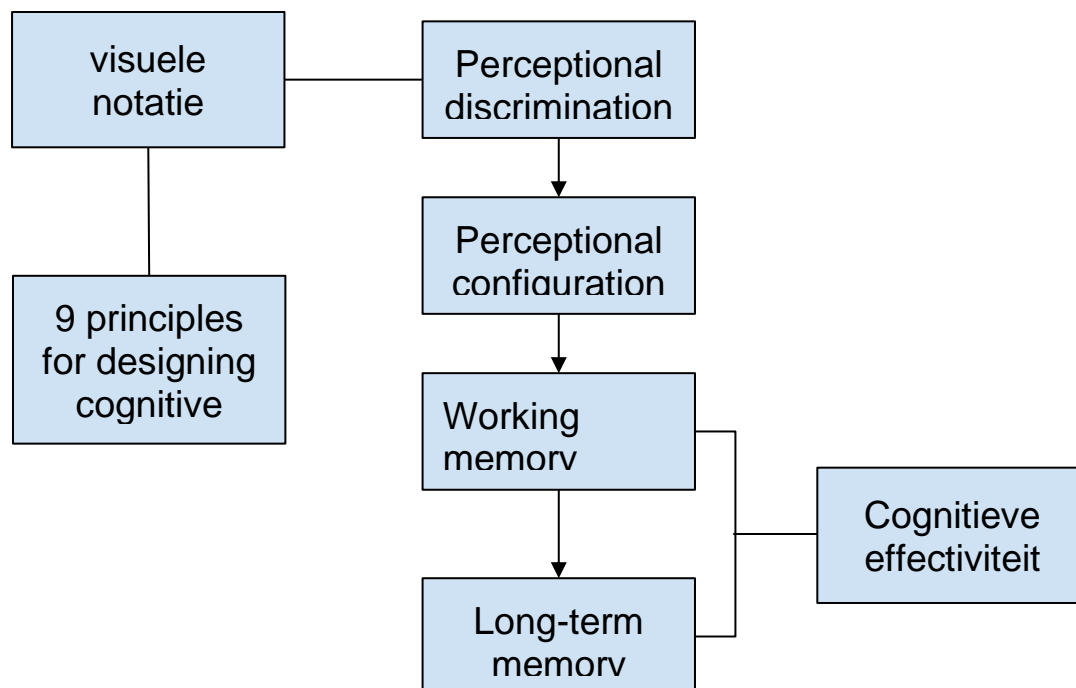 visuele
notatie
Perceptional
discrimination
Perceptional
configuration
9 principles
for designing
cognitive
Working
memory
Cognitieve
effectiviteit
Long-term
memory